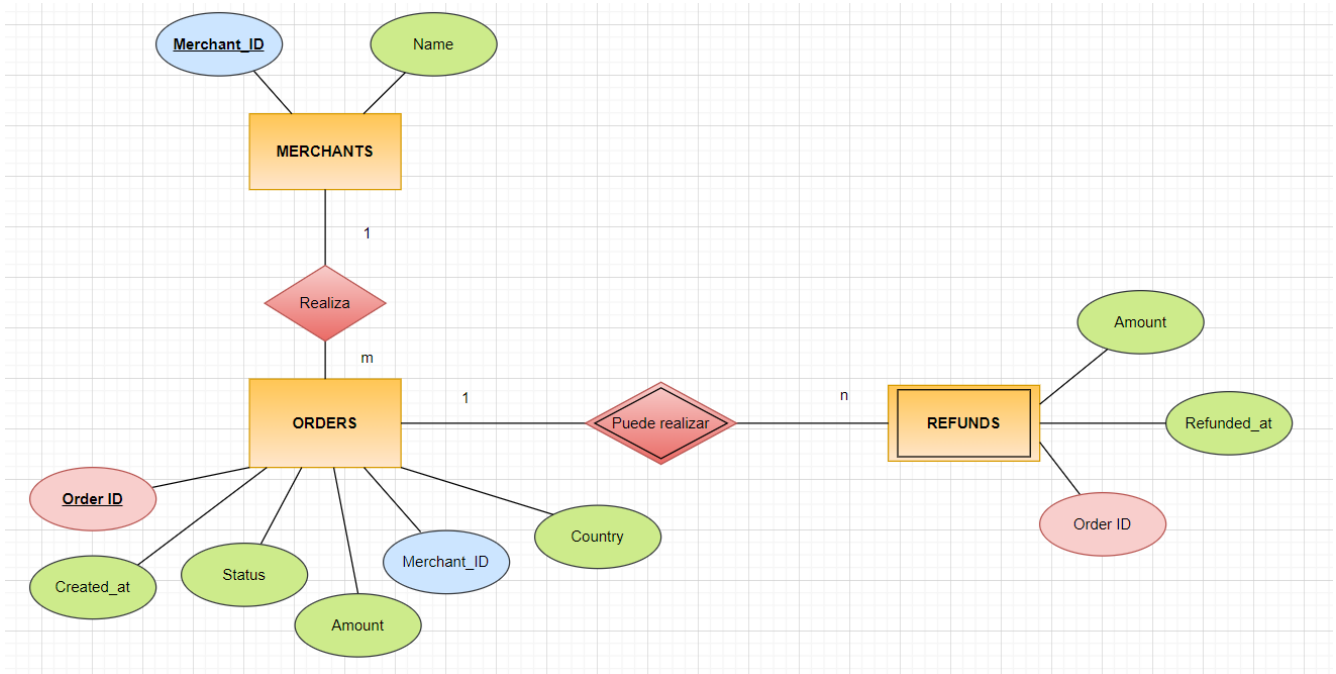 Merchant_ID
Name
MERCHANTS
1
Realiza
m
ORDERS
1
Puede realizar
n
REFUNDS
Amount
Refunded_at
Order ID
Order ID
Created_at
Status
Amount
Merchant_ID
Country